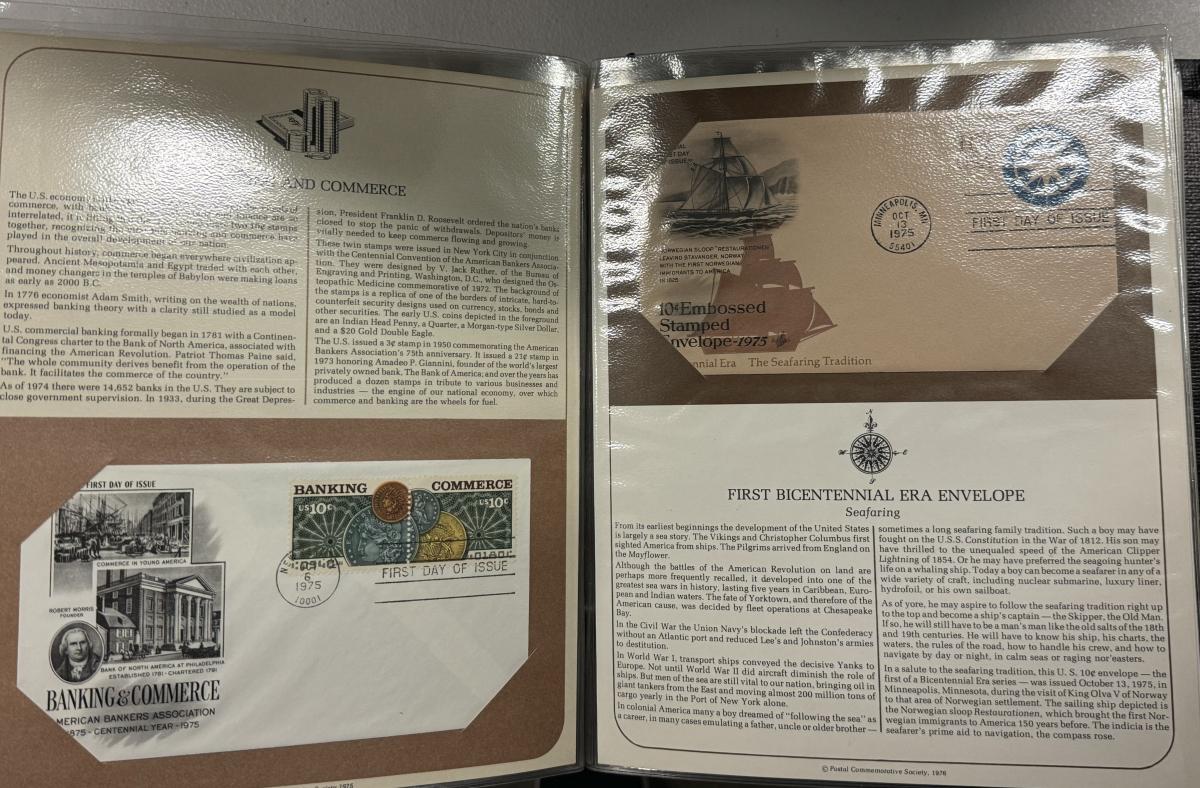 AND COMMERCE
The U.S. economy
commerce, with
interrelated, it is
together, recognizing the
played in the overall development of our nation.
Throughout history, commerce began everywhere civilization ap-
peared. Ancient Mesopotamia and Egypt traded with each other,
and money changers in the temples of Babylon were making loans
as early as 2000 B.C.
In 1776 economist Adam Smith, writing on the wealth of nations,
expressed banking theory with a clarity still studied as a model
today.
U.S. commercial banking formally began in 1781 with a Continen-
tal Congress charter to the Bank of North America, associated with
financing the American Revolution. Patriot Thomas Paine said,
"The whole community derives benefit from the operation of the
bank. It facilitates the commerce of the country."
As of 1974 there were 14,652 banks in the U.S. They are subject to
close government supervision. In 1933, during the Great Depres-
sion, President Franklin D. Roosevelt ordered the nation's banks
closed to stop the panic of withdrawals. Depositors' money is
vitally needed to keep commerce flowing and growing.
These twin stamps were issued in New York City in conjunction
with the Centennial Convention of the American Bankers Associa-
tion. They were designed by V. Jack Ruther, of the Bureau of
Engraving and Printing, Washington, D.C., who designed the Os-
teopathic Medicine commemorative of 1972. The background of
the stamps is a replica of one of the borders of intricate, hard-to-
counterfeit security designs used on currency, stocks, bonds and
other securities. The early U.S. coins depicted in the foreground
are an Indian Head Penny, a Quarter, a Morgan-type Silver Dollar,
and a $20 Gold Double Eagle.
The U.S. issued a 3¢ stamp in 1950 commemorating the American
Bankers Association's 75th anniversary. It issued a 21¢ stamp in
1973 honoring Amadeo P. Giannini, founder of the world's largest
privately owned bank, The Bank of America; and over the years has
produced a dozen stamps in tribute to various businesses and
industries — the engine of our national economy, over which
commerce and banking are the wheels for fuel.
FIRST DAY OF ISSUE
COMMERCE IN YOUNG AMERICA
ROBERT MORRIS
FOUNDER
BANK OF NORTH AMERICA AT PHILADELPHIA
ESTABLISHED 1781 - CHARTERED 1791
BANKING & COMMERCE
AMERICAN BANKERS ASSOCIATION
1875 - CENTENNIAL YEAR - 1975
BANKING COMMERCE
US 10c US 10c
6
1975
10001
FIRST DAY OF ISSUE
1975
NORWEGIAN SLOOP "RESTAURATIONEN"
LEAVING STAVANGER, NORWAY
WITH THE FIRST NORWEGIAN
IMMIGRANTS TO AMERICA
IN 1825
10¢ Embossed
Stamped
Envelope-1975
nnial Era The Seafaring Tradition
MINNEAPOLIS, MN
OCT
13
1975
55401
FIRST DAY OF ISSUE
N
W E
S
FIRST BICENTENNIAL ERA ENVELOPE
Seafaring
From its earliest beginnings the development of the United States
is largely a sea story. The Vikings and Christopher Columbus first
sighted America from ships. The Pilgrims arrived from England on
the Mayflower.
Although the battles of the American Revolution on land are
perhaps more frequently recalled, it developed into one of the
greatest sea wars in history, lasting five years in Caribbean, Euro-
pean and Indian waters. The fate of Yorktown, and therefore of the
American cause, was decided by fleet operations at Chesapeake
Bay.
In the Civil War the Union Navy's blockade left the Confederacy
without an Atlantic port and reduced Lee's and Johnston's armies
to destitution.
In World War I, transport ships conveyed the decisive Yanks to
Europe. Not until World War II did aircraft diminish the role of
ships. But men of the sea are still vital to our nation, bringing oil in
giant tankers from the East and moving almost 200 million tons of
cargo yearly in the Port of New York alone.
In colonial America many a boy dreamed of "following the sea" as
a career, in many cases emulating a father, uncle or older brother —
sometimes a long seafaring family tradition. Such a boy may have
fought on the U.S.S. Constitution in the War of 1812. His son may
have thrilled to the unequaled speed of the American Clipper
Lightning of 1854. Or he may have preferred the seagoing hunter's
life on a whaling ship. Today a boy can become a seafarer in any of a
wide variety of craft, including nuclear submarine, luxury liner,
hydrofoil, or his own sailboat.
As of yore, he may aspire to follow the seafaring tradition right up
to the top and become a ship's captain — the Skipper, the Old Man.
If so, he will still have to be a man's man like the old salts of the 18th
and 19th centuries. He will have to know his ship, his charts, the
waters, the rules of the road, how to handle his crew, and how to
navigate by day or night, in calm seas or raging nor'easters.
In a salute to the seafaring tradition, this U.S. 10¢ envelope — the
first of a Bicentennial Era series — was issued October 13, 1975, in
Minneapolis, Minnesota, during the visit of King Olva V of Norway
to that area of Norwegian settlement. The sailing ship depicted is
the Norwegian sloop Restaurationen, which brought the first Nor-
wegian immigrants to America 150 years before. The indicia is the
seafarer's prime aid to navigation, the compass rose.
© Postal Commemorative Society, 1976